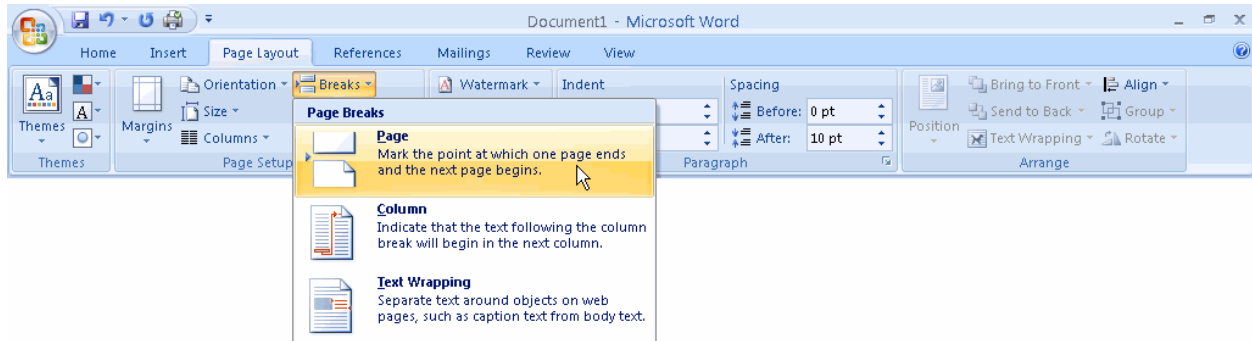 Document1 - Microsoft Word
Home Insert Page Layout References Mailings Review View
Orientation Breaks Watermark Indent Spacing Bring to Front Align
Size Before: 0 pt Send to Back Group
Themes Margins Columns After: 10 pt Position Text Wrapping Rotate
Themes Page Setup Paragraph Arrange
Page Breaks
Page
Mark the point at which one page ends
and the next page begins.
Column
Indicate that the text following the column
break will begin in the next column.
Text Wrapping
Separate text around objects on web
pages, such as caption text from body text.